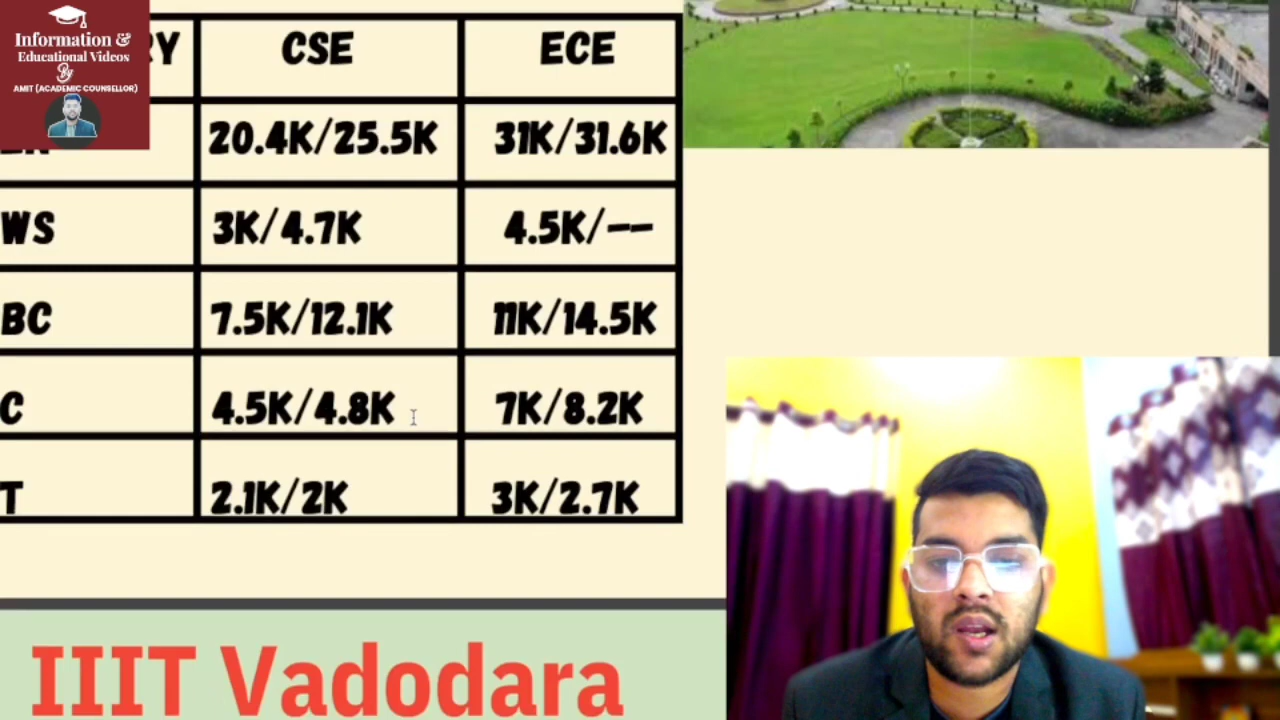 Information &
Educational Videos
By
AMIT (ACADEMIC COUNSELLOR)
RY CSE ECE
20.4K/25.5K 31K/31.6K
WS 3K/4.7K 4.5K/--
BC 7.5K/12.1K 11K/14.5K
C 4.5K/4.8K 7K/8.2K
T 2.1K/2K 3K/2.7K
IIIT Vadodara